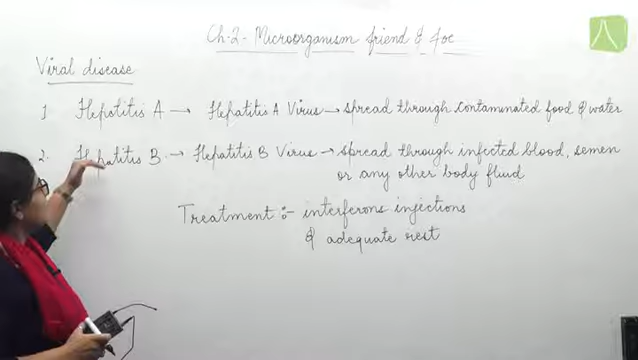 Ch-2- Microorganism friend & foe
Viral disease
1 Hepatitis A → Hepatitis A Virus → spread through contaminated food & water
2. Hepatitis B → Hepatitis B Virus → spread through infected blood, semen
or any other body fluid
Treatment :- interferons injections
& adequate rest